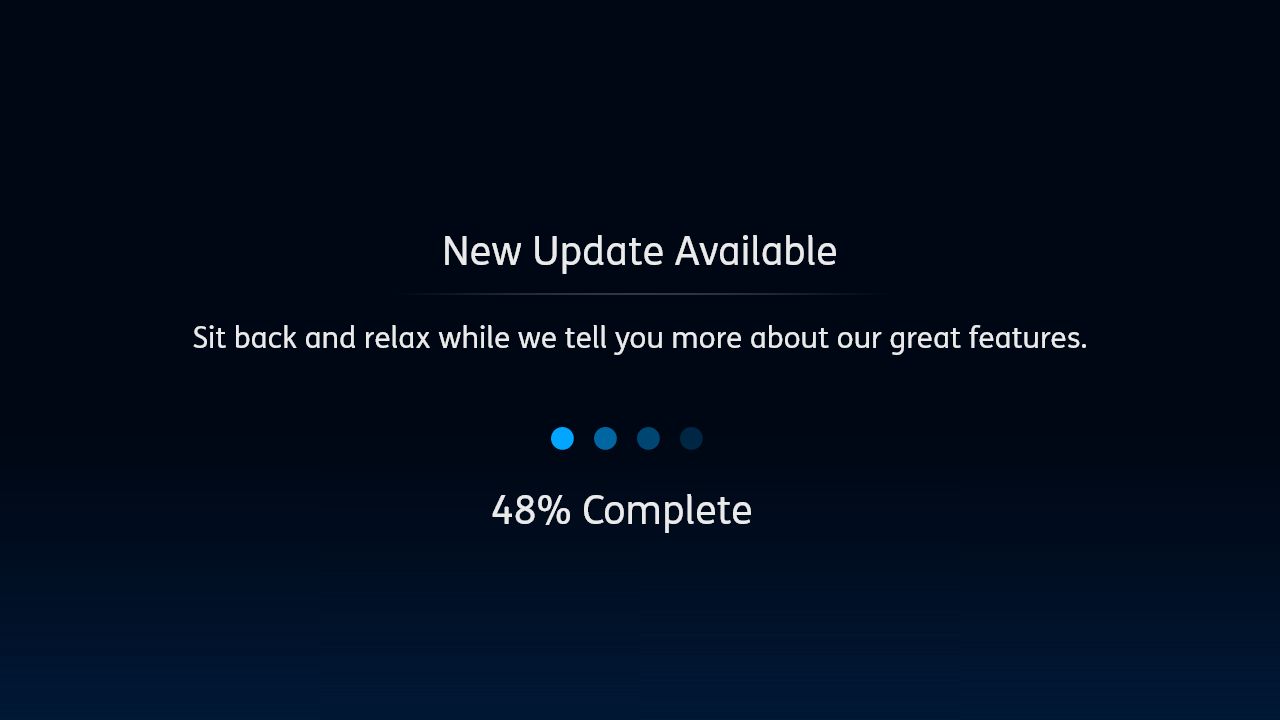 New Update Available
Sit back and relax while we tell you more about our great features.
48% Complete